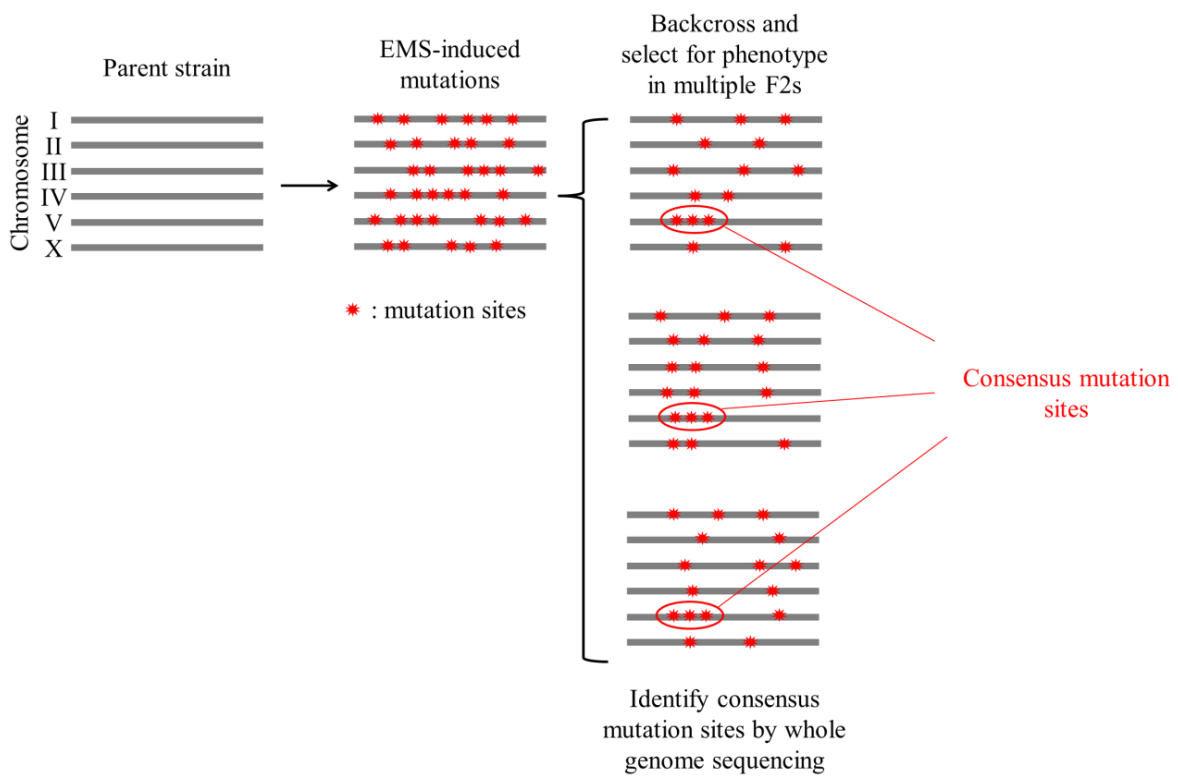 Parent strain
EMS-induced
mutations
Backcross and
select for phenotype
in multiple F2s
Chromosome
I
II
III
IV
V
X
: mutation sites
Consensus mutation
sites
Identify consensus
mutation sites by whole
genome sequencing